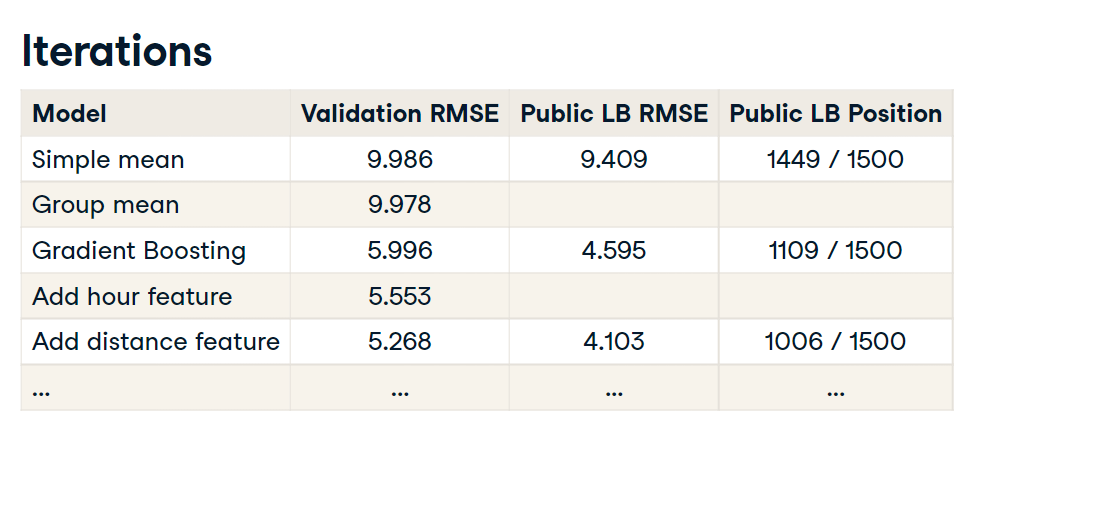 Iterations
Model Validation RMSE Public LB RMSE Public LB Position
Simple mean 9.986 9.409 1449 / 1500
Group mean 9.978
Gradient Boosting 5.996 4.595 1109 / 1500
Add hour feature 5.553
Add distance feature 5.268 4.103 1006 / 1500
... ... ... ...